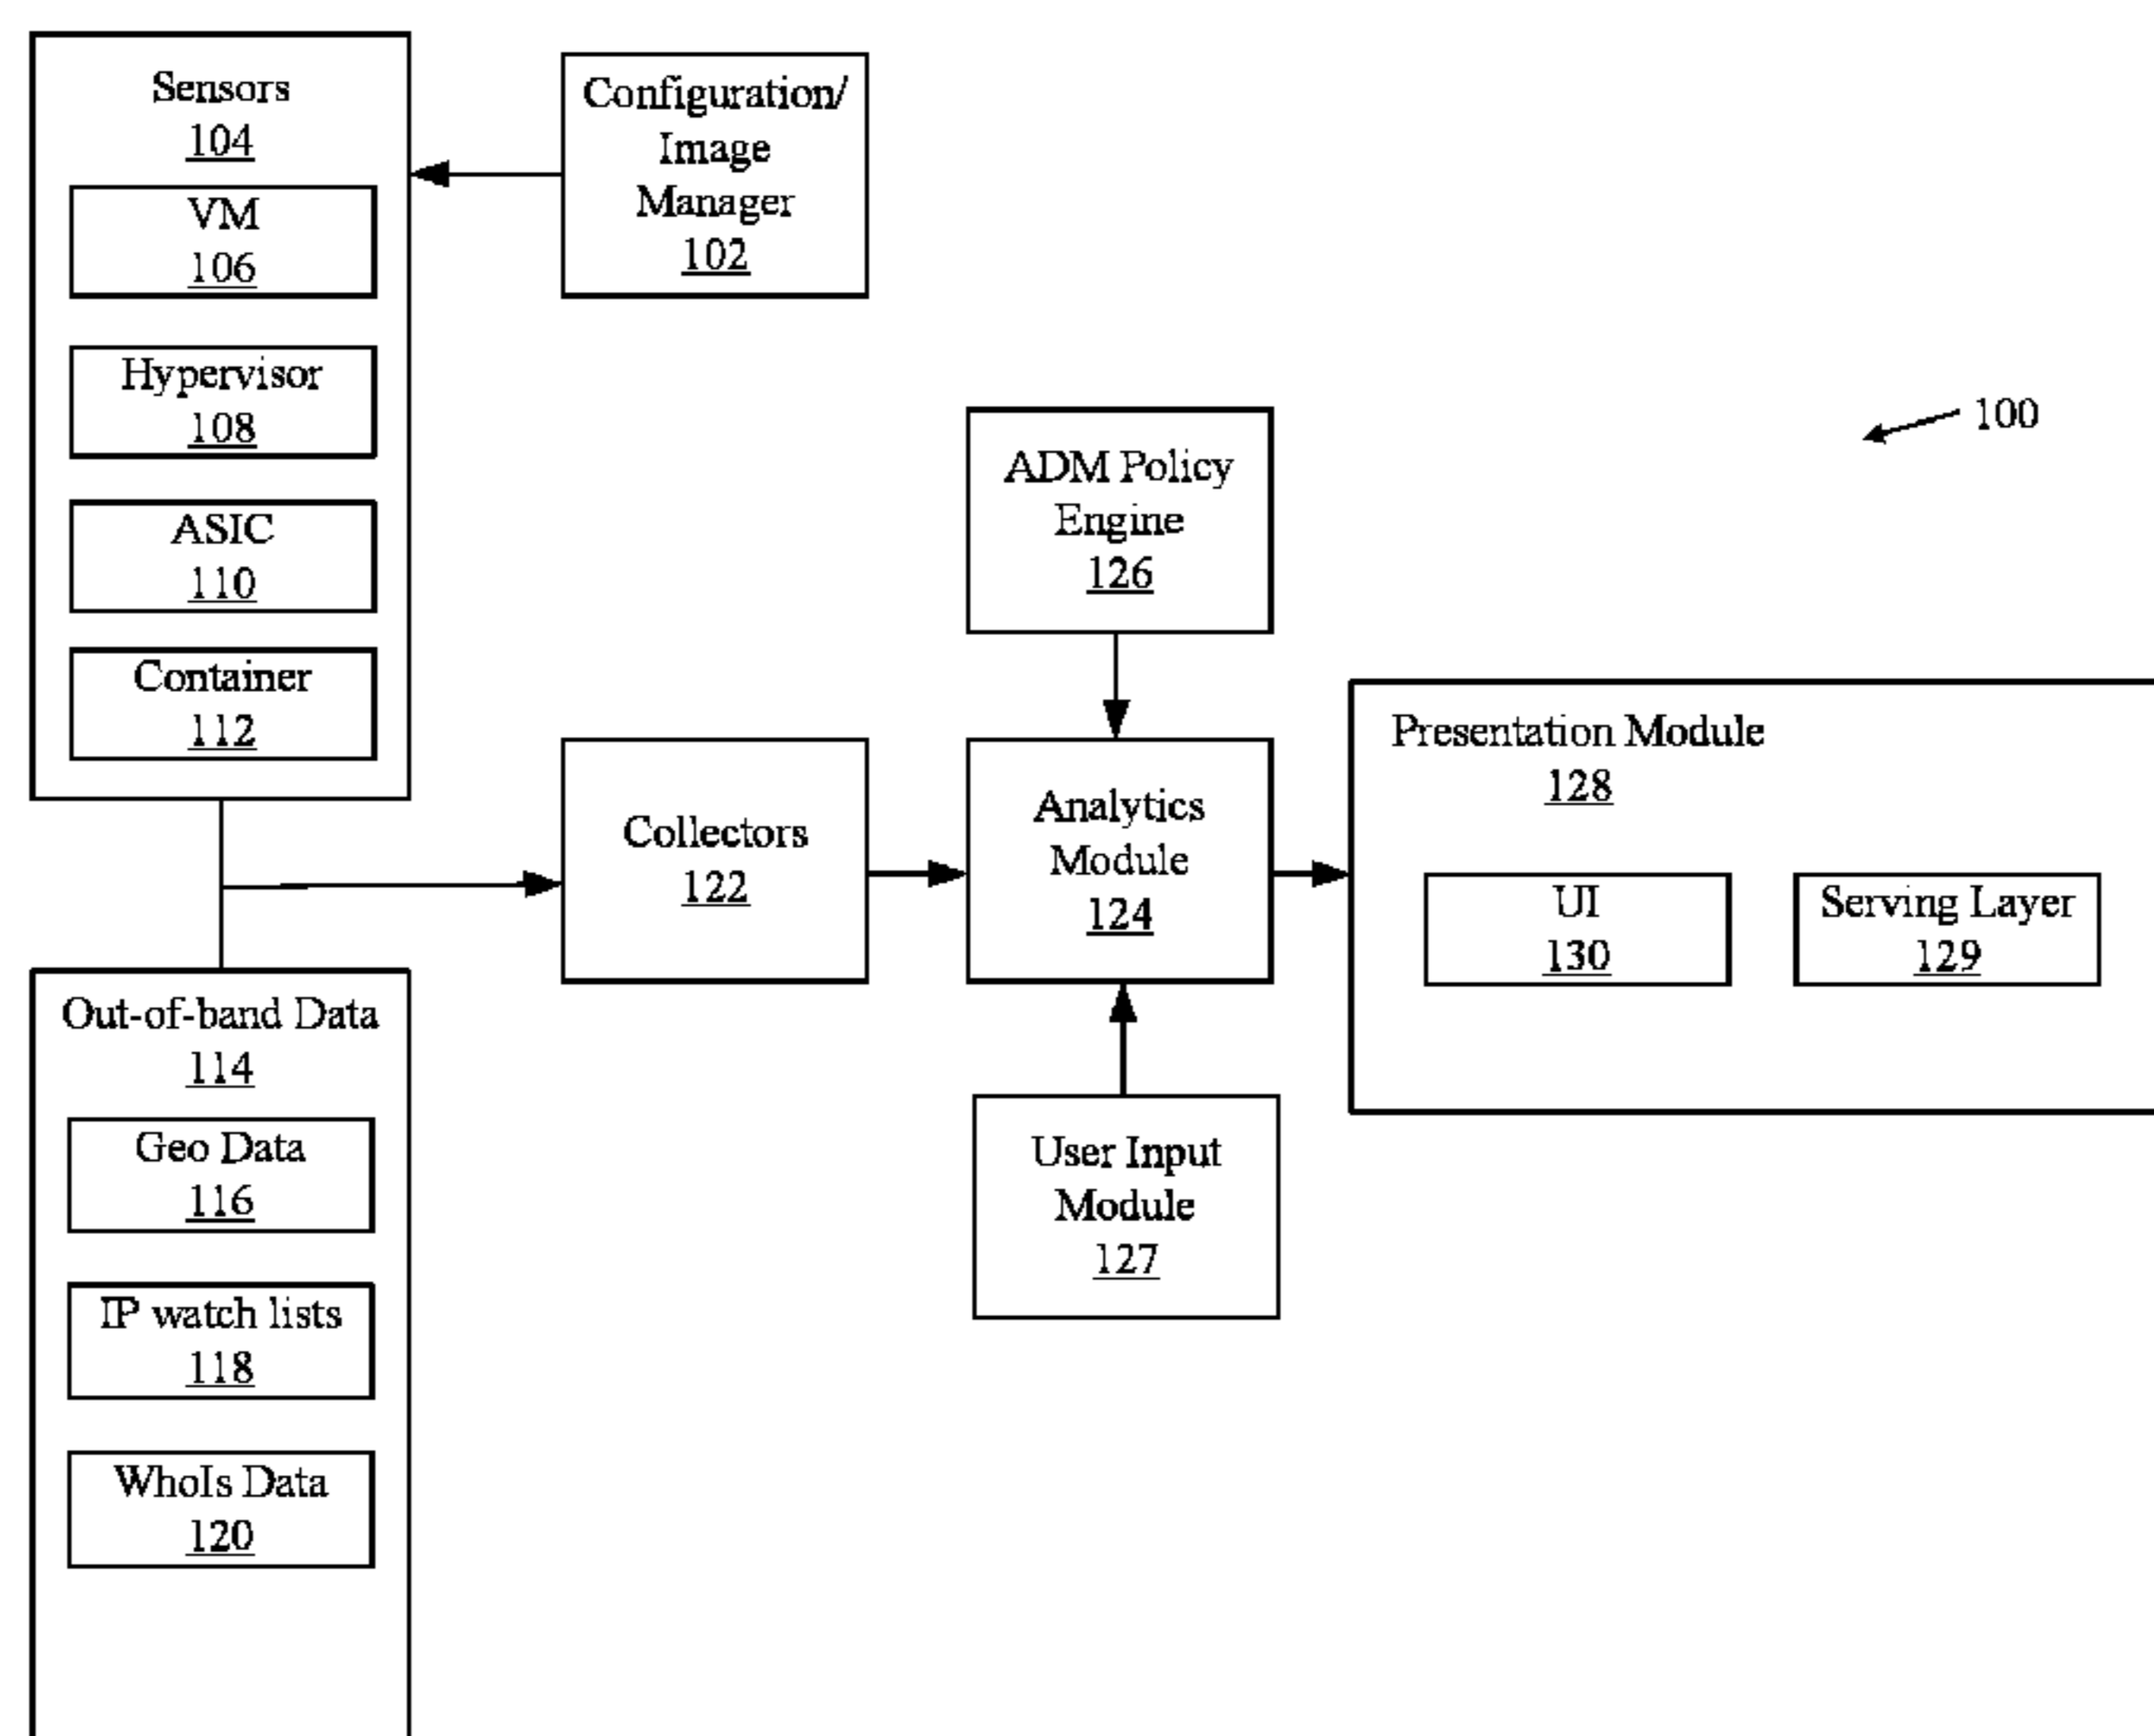 Sensors
104
VM
106
Hypervisor
108
ASIC
110
Container
112
Configuration/
Image
Manager
102
100
ADM Policy
Engine
126
Collectors
122
Analytics
Module
124
Presentation Module
128
UI
130
Serving Layer
129
User Input
Module
127
Out-of-band Data
114
Geo Data
116
IP watch lists
118
WhoIs Data
120